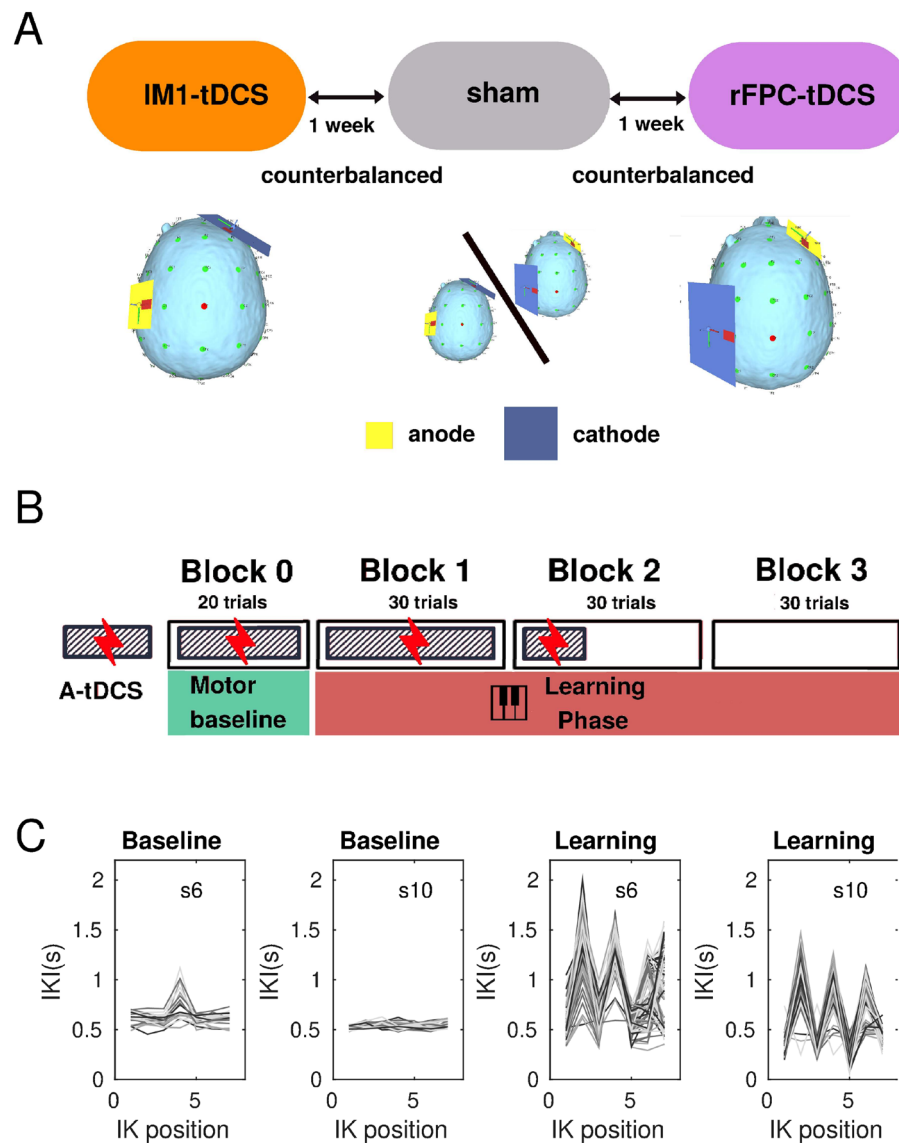 A
lM1-tDCS
sham
rFPC-tDCS
1 week
1 week
counterbalanced
counterbalanced
anode
cathode
B
Block 0
Block 1
Block 2
Block 3
20 trials
30 trials
30 trials
30 trials
A-tDCS
Motor
baseline
Learning
Phase
C
Baseline
Baseline
Learning
Learning
s6
s10
s6
s10
2
1.5
1
0.5
0
IKI(s)
0
5
IK position
2
1.5
1
0.5
0
IKI(s)
0
5
IK position
2
1.5
1
0.5
0
IKI(s)
0
5
IK position
2
1.5
1
0.5
0
IKI(s)
0
5
IK position